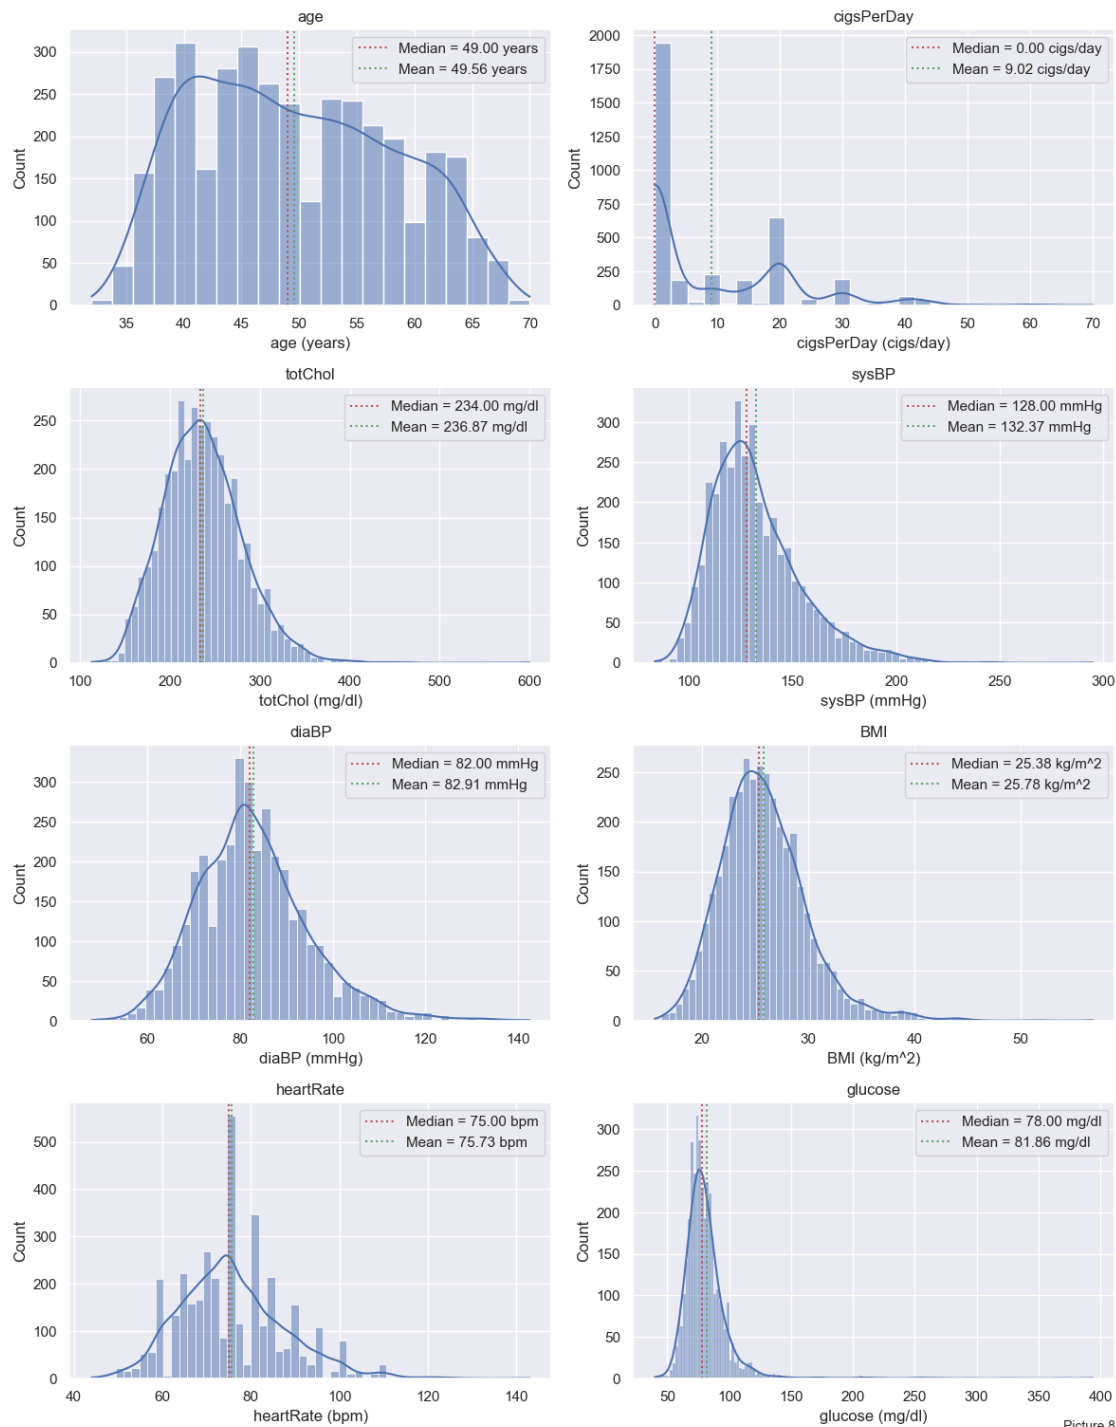 age
Median = 49.00 years
Mean = 49.56 years
300
250
200
150
100
50
0
Count
35 40 45 50 55 60 65 70
age (years)
cigsPerDay
Median = 0.00 cigs/day
Mean = 9.02 cigs/day
2000
1750
1500
1250
1000
750
500
250
0
Count
0 10 20 30 40 50 60 70
cigsPerDay (cigs/day)
totChol
Median = 234.00 mg/dl
Mean = 236.87 mg/dl
250
200
150
100
50
0
Count
100 200 300 400 500 600
totChol (mg/dl)
sysBP
Median = 128.00 mmHg
Mean = 132.37 mmHg
300
250
200
150
100
50
0
Count
100 150 200 250 300
sysBP (mmHg)
diaBP
Median = 82.00 mmHg
Mean = 82.91 mmHg
300
250
200
150
100
50
0
Count
60 80 100 120 140
diaBP (mmHg)
BMI
Median = 25.38 kg/m^2
Mean = 25.78 kg/m^2
250
200
150
100
50
0
Count
20 30 40 50
BMI (kg/m^2)
heartRate
Median = 75.00 bpm
Mean = 75.73 bpm
500
400
300
200
100
0
Count
40 60 80 100 120 140
heartRate (bpm)
glucose
Median = 78.00 mg/dl
Mean = 81.86 mg/dl
300
250
200
150
100
50
0
Count
50 100 150 200 250 300 350 400
glucose (mg/dl)
Picture 8